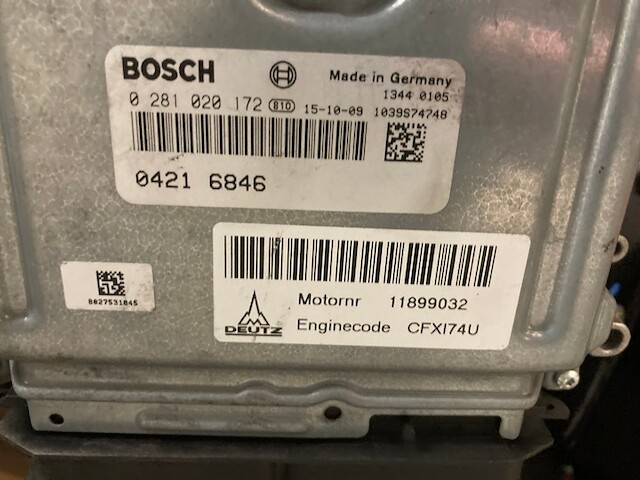 BOSCH
Made in Germany
1344 0105
0 281 020 172 B10 15-10-09 1039S74748
0421 6846
Motornr 11899032
DEUTZ
Enginecode CFXI74U
8827531845